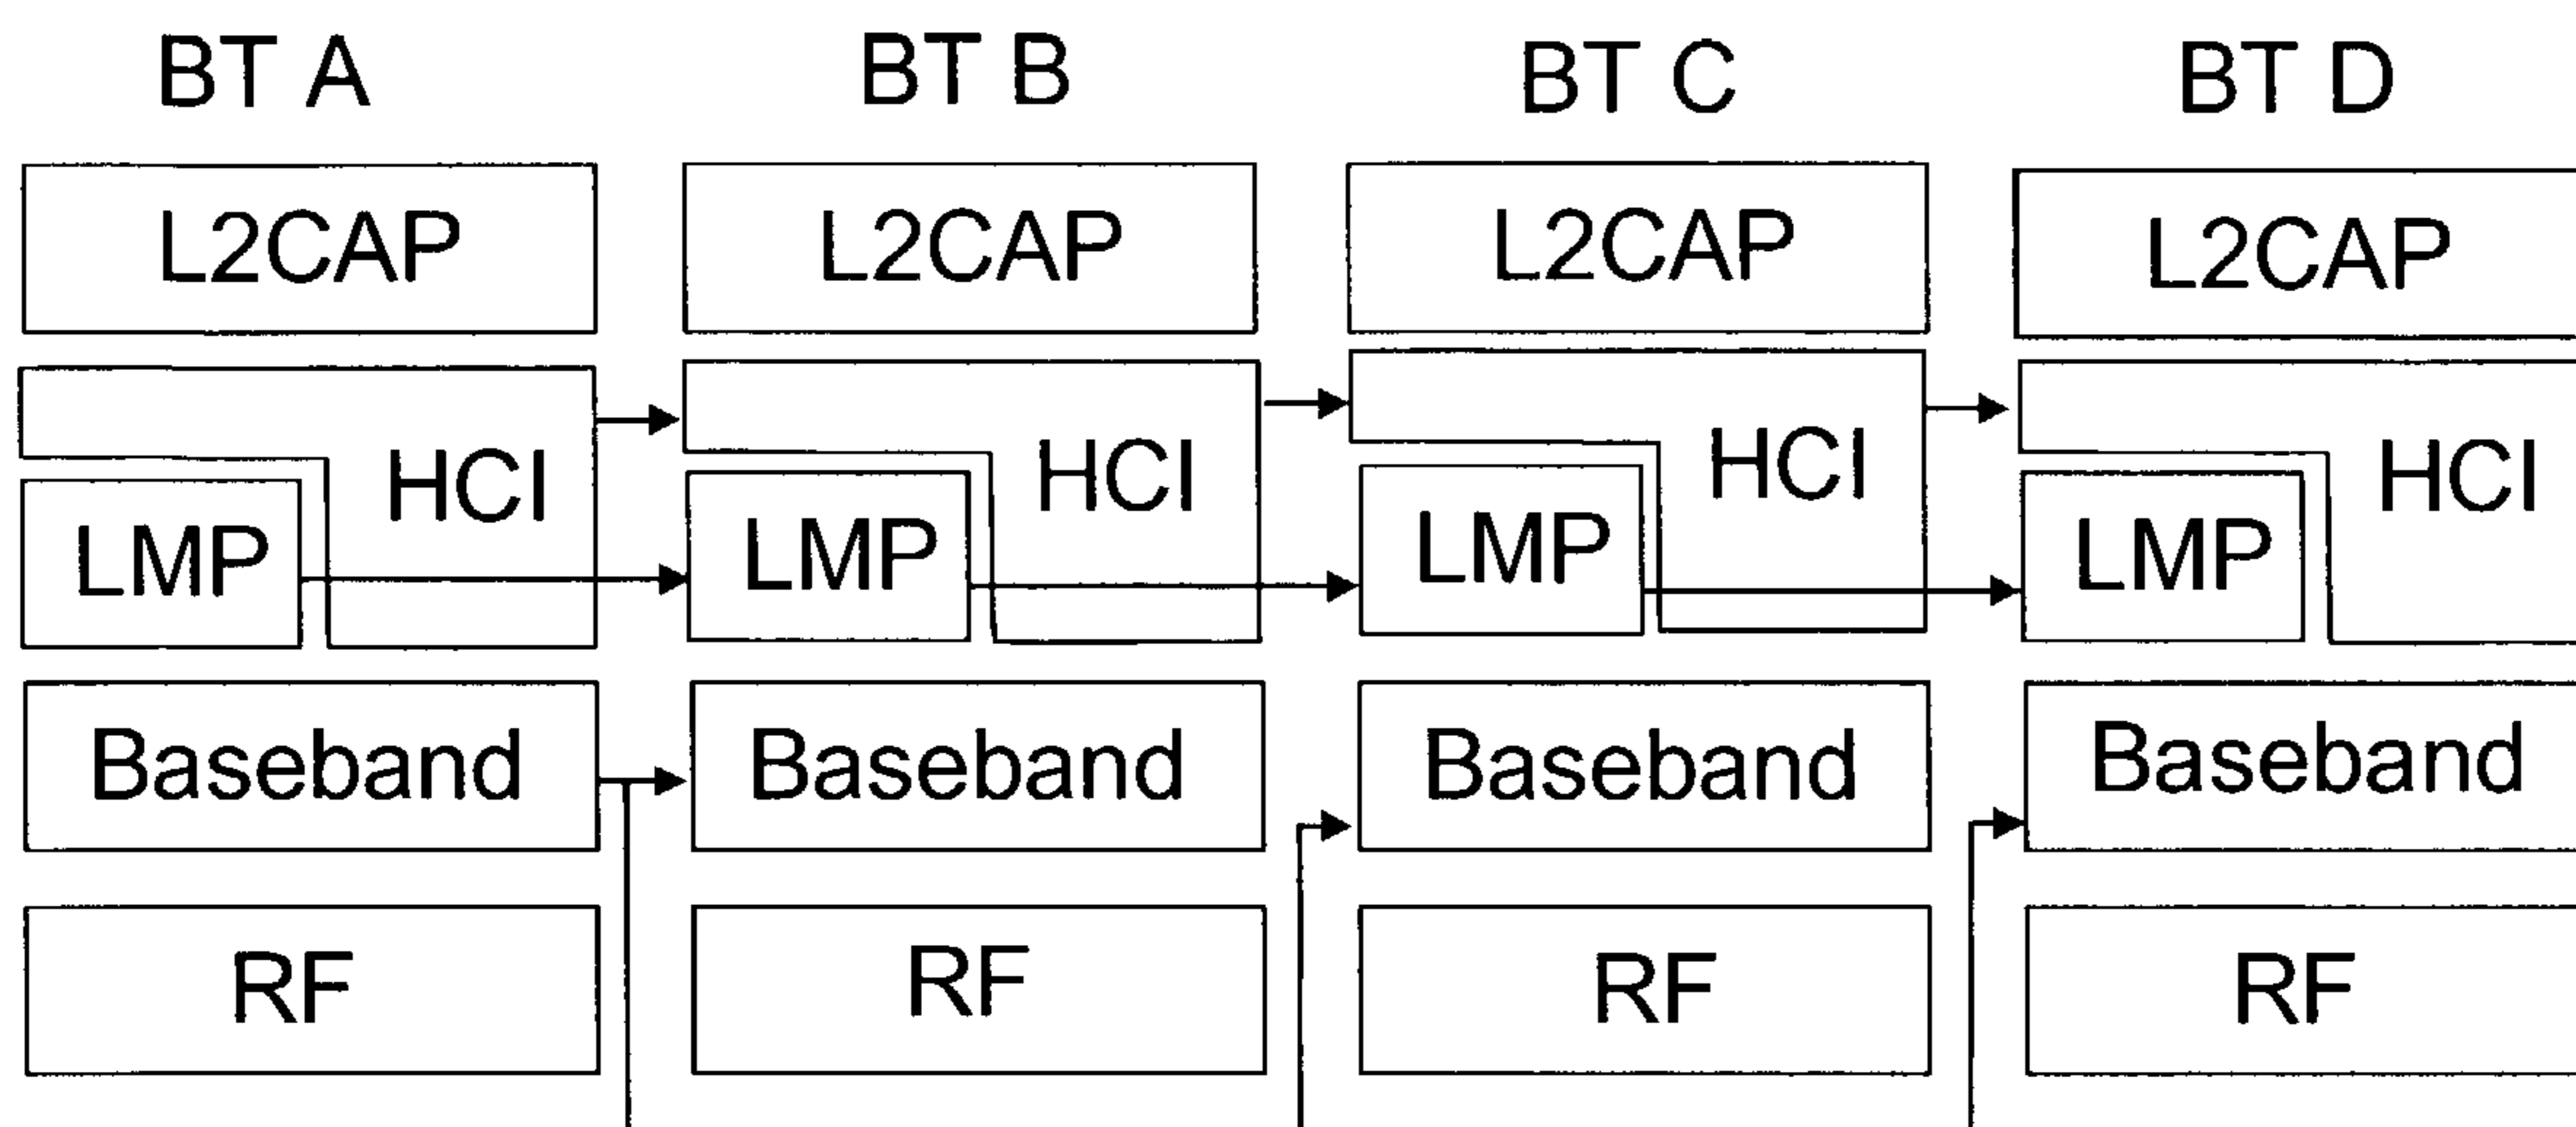 BT A BT B BT C BT D
L2CAP L2CAP L2CAP L2CAP
HCI HCI HCI HCI
LMP LMP LMP LMP
Baseband Baseband Baseband Baseband
RF RF RF RF